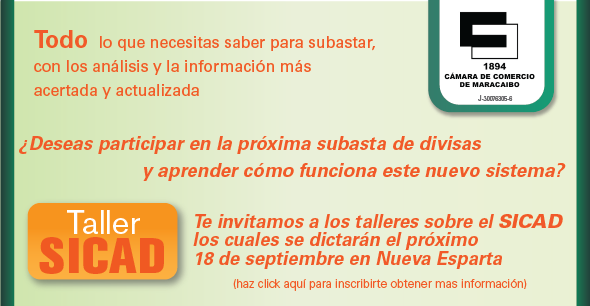 Todo lo que necesitas saber para subastar,
con los análisis y la información más
acertada y actualizada
1894
CÁMARA DE COMERCIO
DE MARACAIBO
J-30076305-6
¿Deseas participar en la próxima subasta de divisas
y aprender cómo funciona este nuevo sistema?
Taller
SICAD
Te invitamos a los talleres sobre el SICAD
los cuales se dictarán el próximo
18 de septiembre en Nueva Esparta
(haz click aquí para inscribirte obtener mas información)